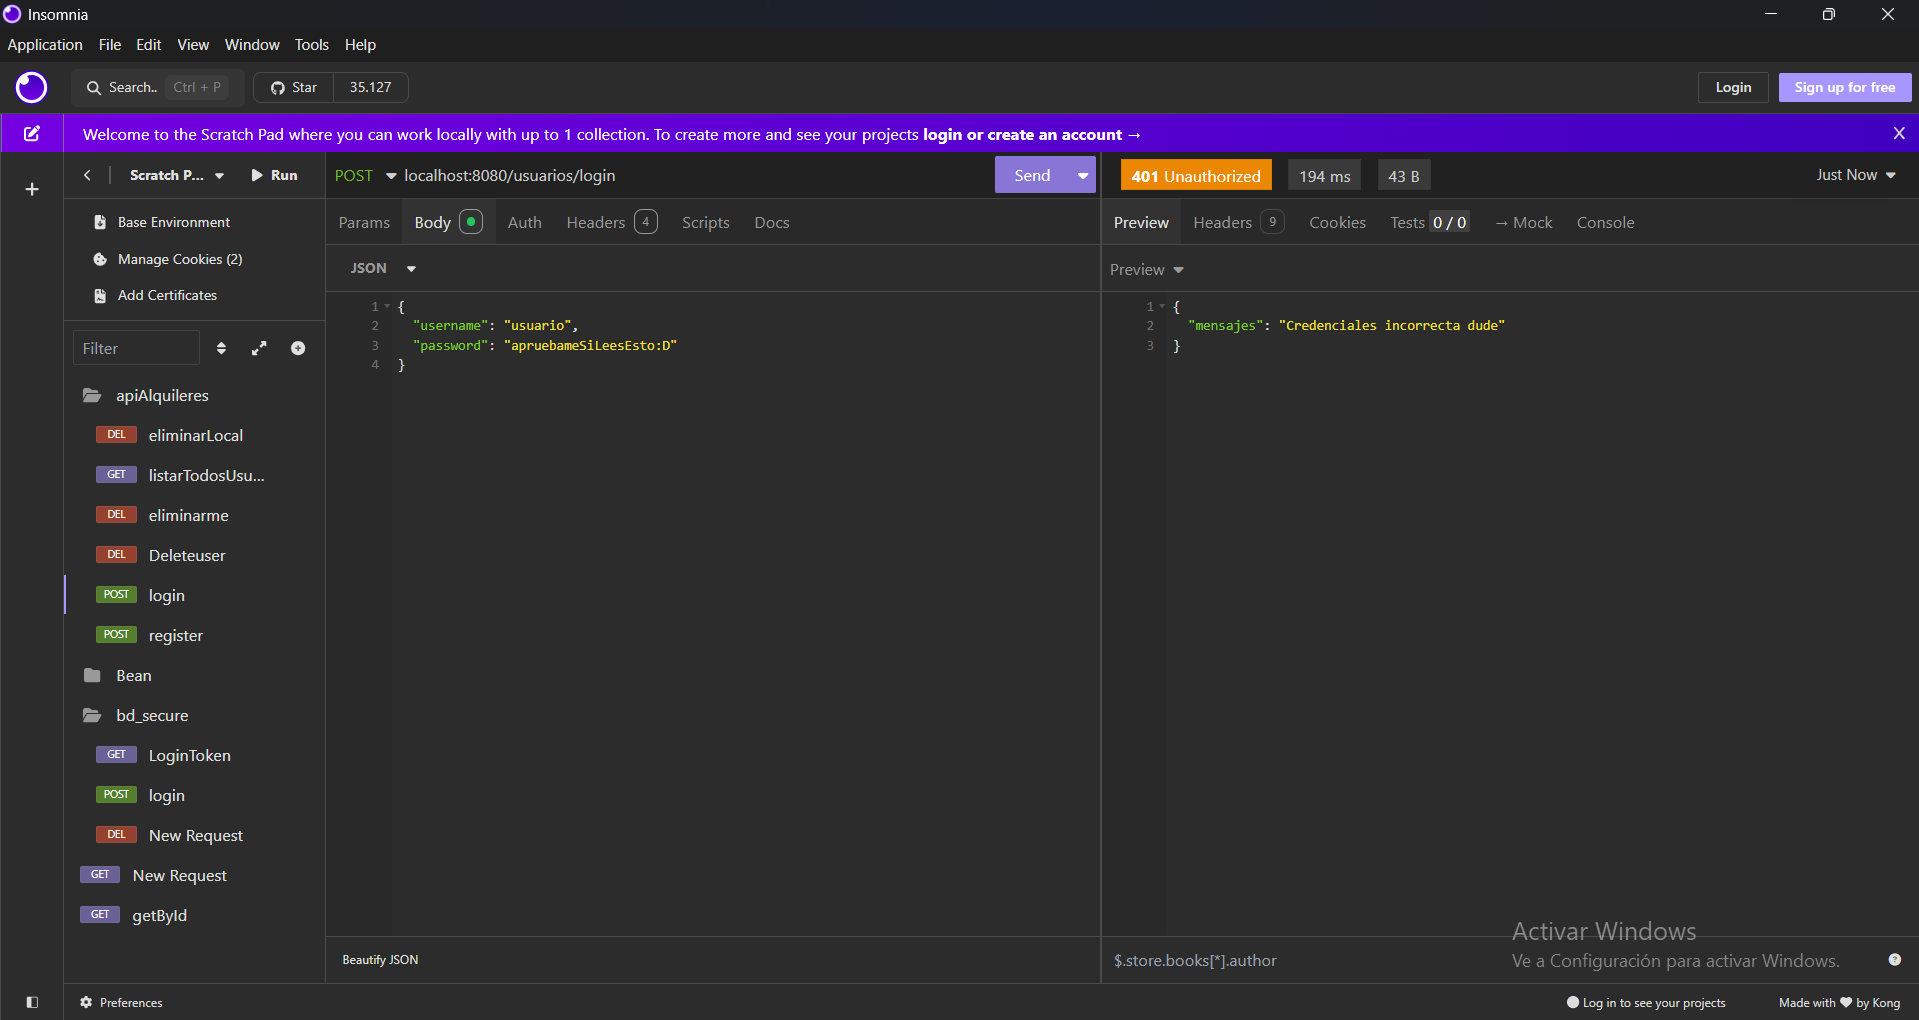 Insomnia
Application File Edit View Window Tools Help
Search.. Ctrl + P Star 35.127 Login Sign up for free
Welcome to the Scratch Pad where you can work locally with up to 1 collection. To create more and see your projects login or create an account → X
Scratch P... Run POST localhost:8080/usuarios/login Send 401 Unauthorized 194 ms 43 B Just Now
Base Environment
Manage Cookies (2)
Add Certificates
Filter
apiAlquileres
DEL eliminarLocal
GET listarTodosUsu...
DEL eliminarme
DEL Deleteuser
POST login
POST register
Bean
bd_secure
GET LoginToken
POST login
DEL New Request
GET New Request
GET getById
Params Body Auth Headers 4 Scripts Docs
JSON
1 {
2 "username": "usuario",
3 "password": "apruebameSiLeesEsto:D"
4 }
Beautify JSON
Preview Headers 9 Cookies Tests 0 / 0 → Mock Console
Preview
1 {
2 "mensajes": "Credenciales incorrecta dude"
3 }
Activar Windows
Ve a Configuración para activar Windows.
$.store.books[*].author
Preferences Log in to see your projects Made with ♥ by Kong